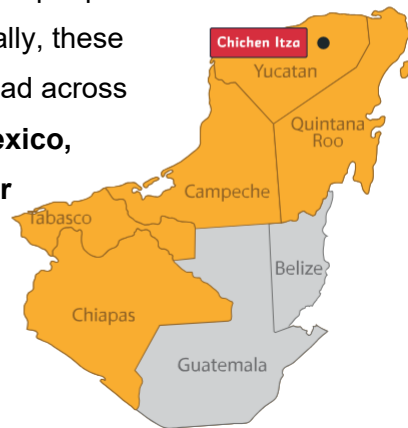 ally, these
ad across
exico,
r
Chichen Itza
Yucatan
Quintana
Roo
Campeche
Tabasco
Belize
Chiapas
Guatemala